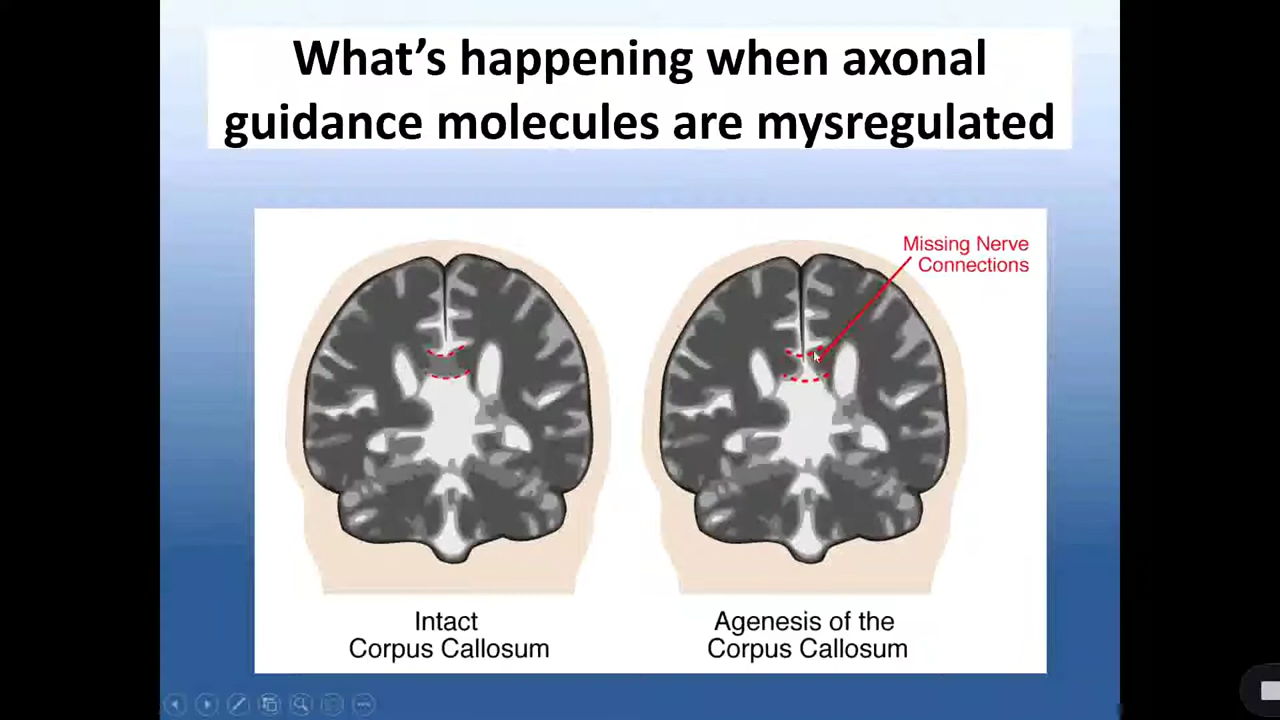 What's happening when axonal
guidance molecules are mysregulated
Missing Nerve
Connections
Intact
Corpus Callosum
Agenesis of the
Corpus Callosum